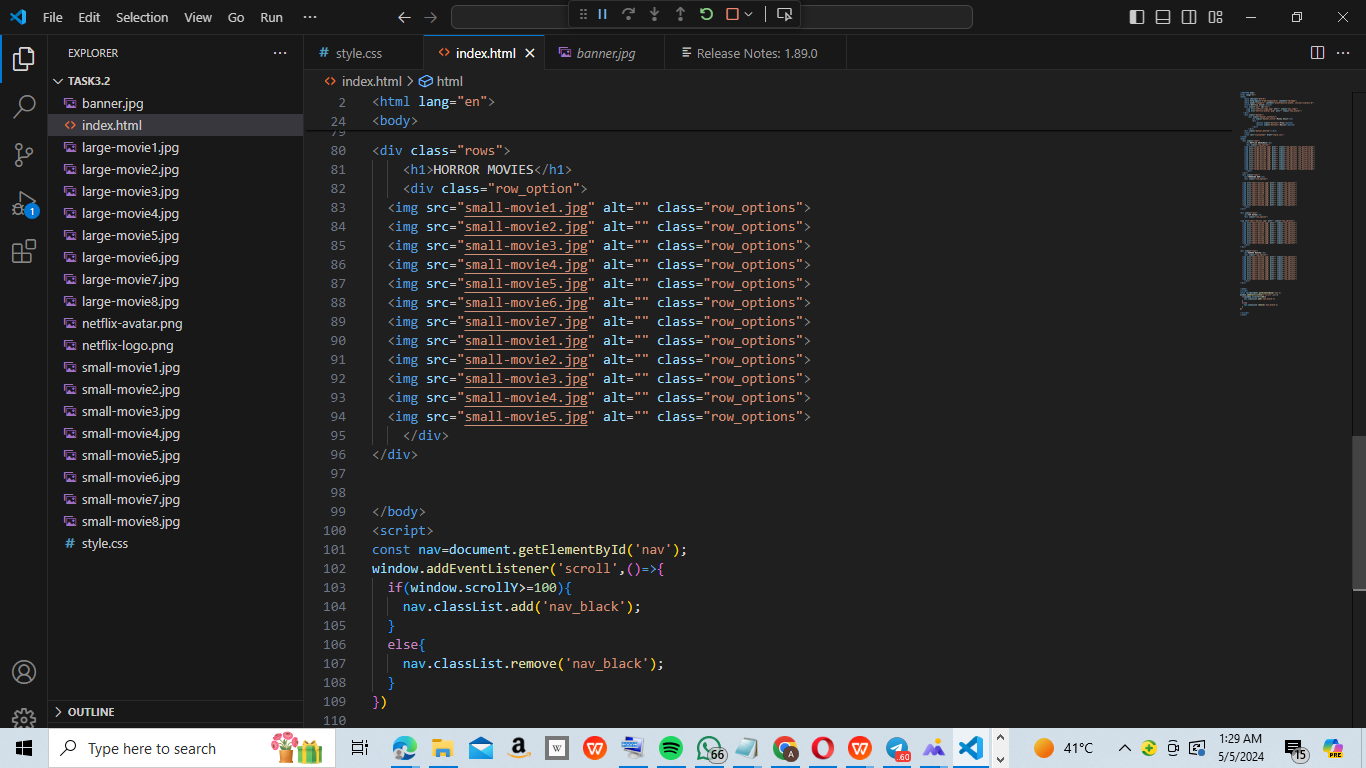 File Edit Selection View Go Run ···
EXPLORER ···
TASK3.2
banner.jpg
index.html
large-movie1.jpg
large-movie2.jpg
large-movie3.jpg
large-movie4.jpg
large-movie5.jpg
large-movie6.jpg
large-movie7.jpg
large-movie8.jpg
netflix-avatar.png
netflix-logo.png
small-movie1.jpg
small-movie2.jpg
small-movie3.jpg
small-movie4.jpg
small-movie5.jpg
small-movie6.jpg
small-movie7.jpg
small-movie8.jpg
# style.css
OUTLINE
1
# style.css <> index.html banner.jpg Release Notes: 1.89.0 ···
<> index.html > html
2 <html lang="en">
24 <body>
79
80 <div class="rows">
81 <h1>HORROR MOVIES</h1>
82 <div class="row_option">
83 <img src="small-movie1.jpg" alt="" class="row_options">
84 <img src="small-movie2.jpg" alt="" class="row_options">
85 <img src="small-movie3.jpg" alt="" class="row_options">
86 <img src="small-movie4.jpg" alt="" class="row_options">
87 <img src="small-movie5.jpg" alt="" class="row_options">
88 <img src="small-movie6.jpg" alt="" class="row_options">
89 <img src="small-movie7.jpg" alt="" class="row_options">
90 <img src="small-movie1.jpg" alt="" class="row_options">
91 <img src="small-movie2.jpg" alt="" class="row_options">
92 <img src="small-movie3.jpg" alt="" class="row_options">
93 <img src="small-movie4.jpg" alt="" class="row_options">
94 <img src="small-movie5.jpg" alt="" class="row_options">
95 </div>
96 </div>
97
98
99 </body>
100 <script>
101 const nav=document.getElementById('nav');
102 window.addEventListener('scroll',()=>{
103 if(window.scrollY>=100){
104 nav.classList.add('nav_black');
105 }
106 else{
107 nav.classList.remove('nav_black');
108 }
109 })
110
Type here to search
66
.60
41°C
1:29 AM
5/5/2024
15
PRE